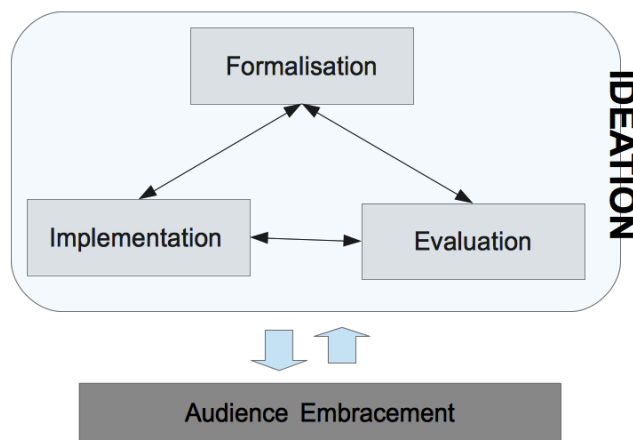 Formalisation
IDEATION
Implementation
Evaluation
Audience Embracement